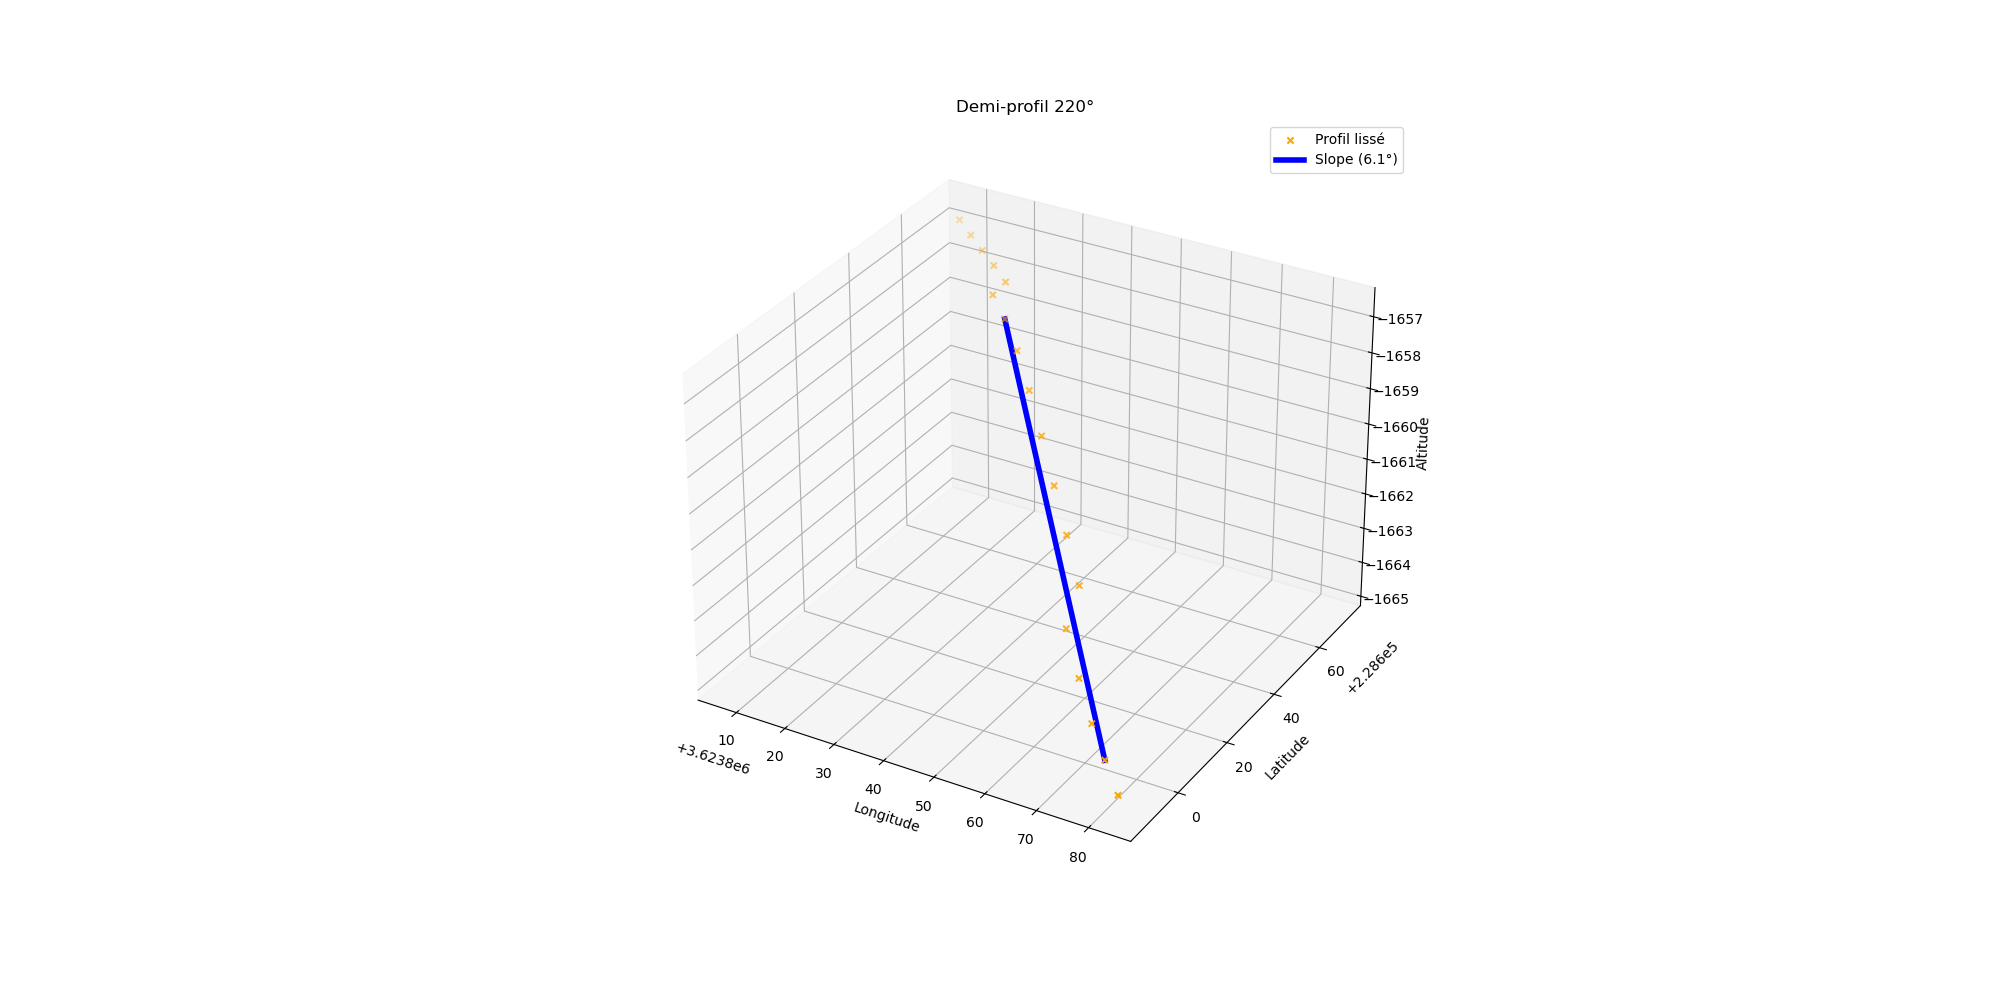 Demi-profil 220°
Profil lissé
Slope (6.1°)
−1657
−1658
−1659
−1660
−1661
−1662
−1663
−1664
−1665
Altitude
10
20
30
40
50
60
70
80
+3.6238e6
Longitude
0
20
40
60
+2.286e5
Latitude